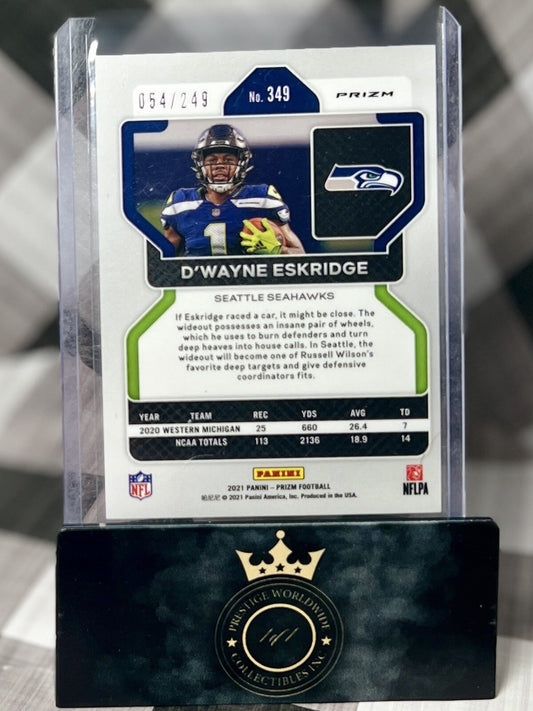 054/249
No. 349
PRIZM
1
D'WAYNE ESKRIDGE
SEATTLE SEAHAWKS
If Eskridge raced a car, it might be close. The
wideout possesses an insane pair of wheels,
which he uses to burn defenders and turn
deep heaves into house calls. In Seattle, the
wideout will become one of Russell Wilson's
favorite deep targets and give defensive
coordinators fits.
YEAR TEAM REC YDS AVG TD
2020 WESTERN MICHIGAN 25 660 26.4 7
NCAA TOTALS 113 2136 18.9 14
PANINI
NFL
2021 PANINI – PRIZM FOOTBALL
帕尼尼 © 2021 Panini America, Inc. Produced in the USA.
NFLPA
PRESTIGE WORLDWIDE
1of1
COLLECTIBLES INC